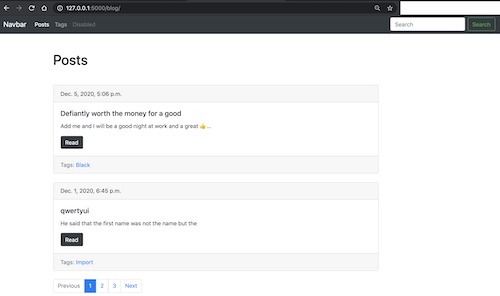 127.0.0.1:5000/blog/
Navbar Posts Tags Disabled Search Search
Posts
Dec. 5, 2020, 5:06 p.m.
Defiantly worth the money for a good
Add me and I will be a good night at work and a great 👍 ...
Read
Tags: Black
Dec. 1, 2020, 6:45 p.m.
qwertyui
He said that the first name was not the name but the
Read
Tags: Import
Previous 1 2 3 Next